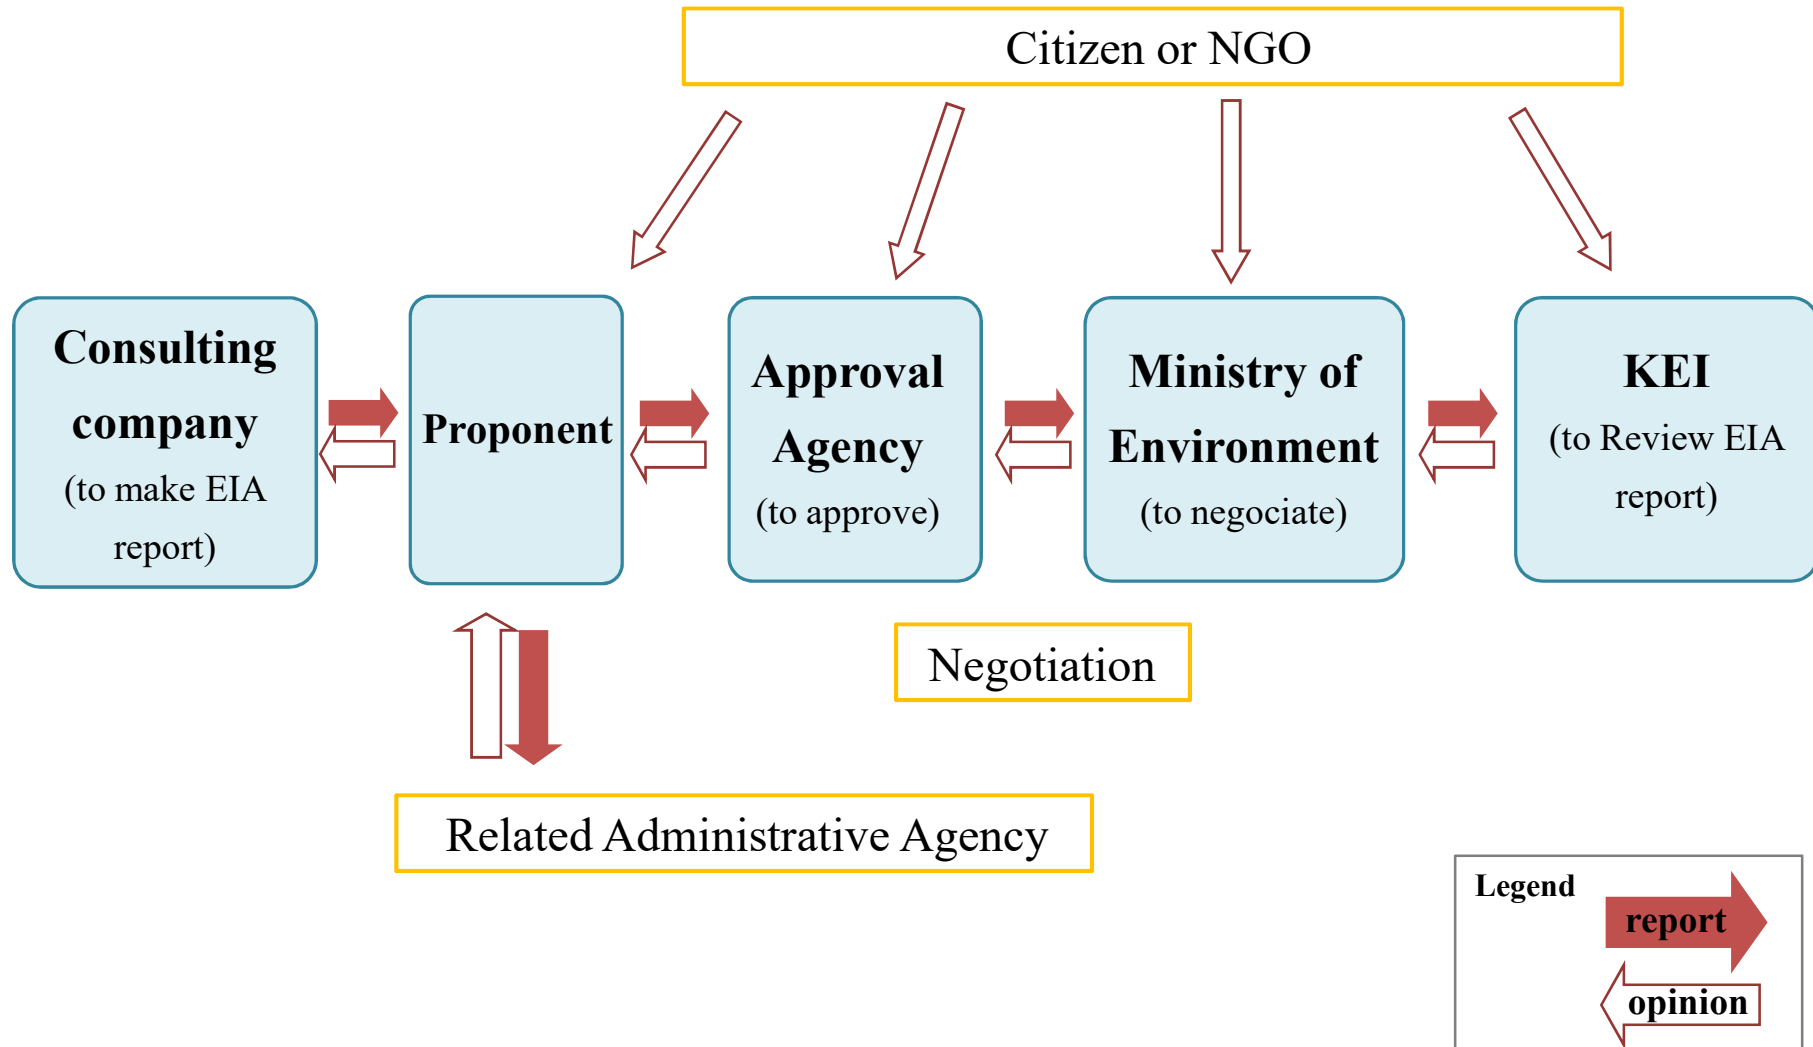 Citizen or NGO
Consulting
company
(to make EIA
report)
Proponent
Approval
Agency
(to approve)
Ministry of
Environment
(to negociate)
KEI
(to Review EIA
report)
Negotiation
Related Administrative Agency
Legend
report
opinion